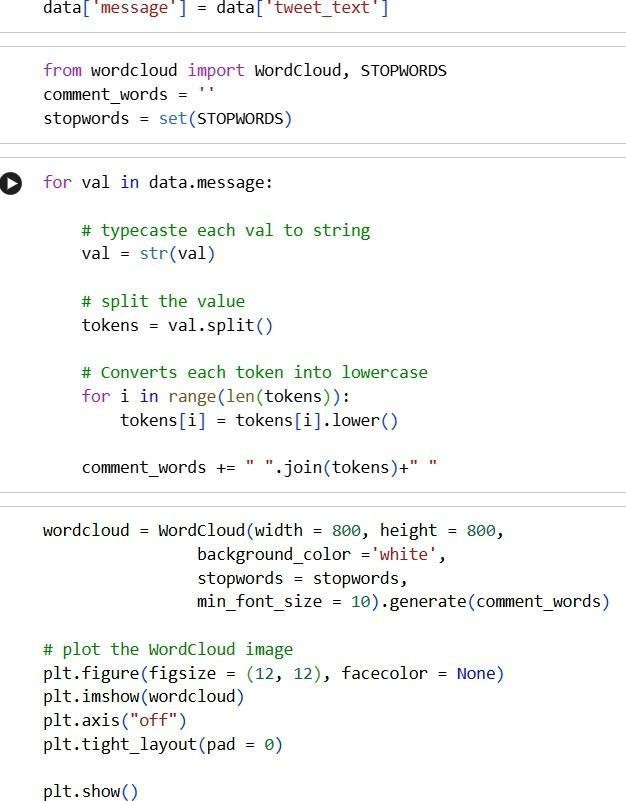 data['message'] = data['tweet_text']
from wordcloud import WordCloud, STOPWORDS
comment_words = ''
stopwords = set(STOPWORDS)
for val in data.message:
# typecaste each val to string
val = str(val)
# split the value
tokens = val.split()
# Converts each token into lowercase
for i in range(len(tokens)):
tokens[i] = tokens[i].lower()
comment_words += " ".join(tokens)+" "
wordcloud = WordCloud(width = 800, height = 800,
background_color ='white',
stopwords = stopwords,
min_font_size = 10).generate(comment_words)
# plot the WordCloud image
plt.figure(figsize = (12, 12), facecolor = None)
plt.imshow(wordcloud)
plt.axis("off")
plt.tight_layout(pad = 0)
plt.show()